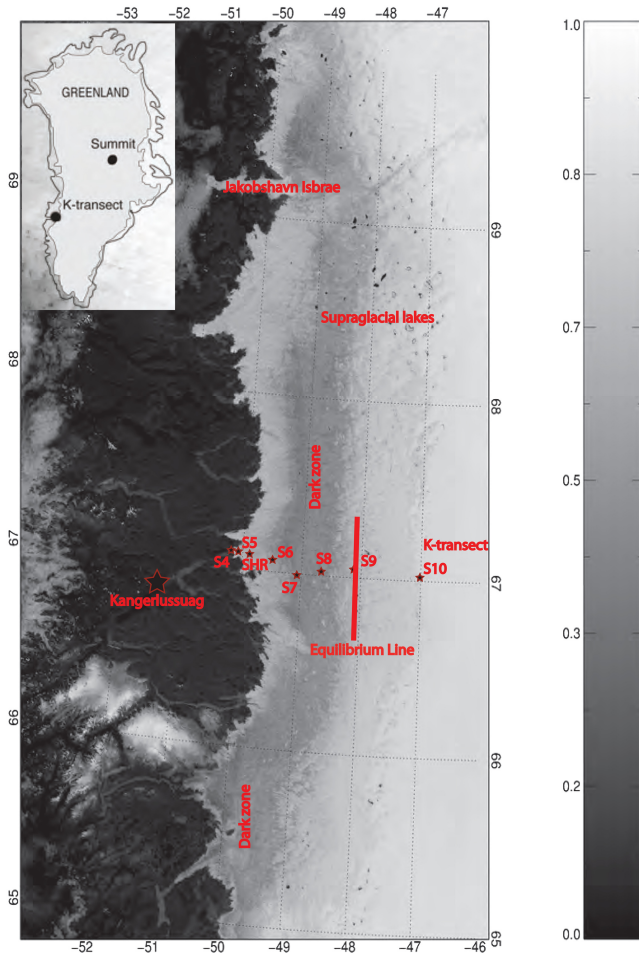 −53 −52 −51 −50 −49 −48 −47
GREENLAND
Summit
K-transect
69
68
67
66
65
Jakobshavn Isbrae
69
Supraglacial lakes
68
Dark zone
K-transect
S4
S5
SHR
S6
S7
S8
S9
S10
67
Kangerlussuag
Equilibrium Line
66
Dark zone
65
−52 −51 −50 −49 −48 −47 −46
1.0
0.8
0.7
0.5
0.3
0.2
0.0